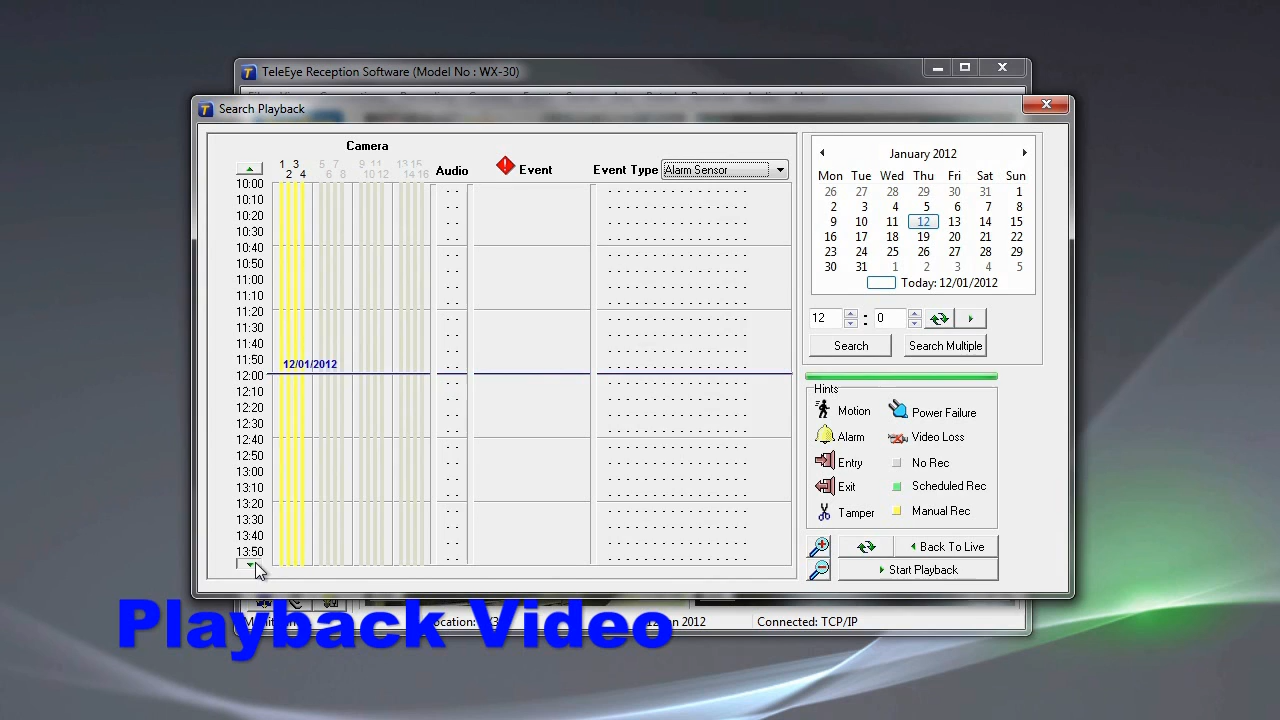 TeleEye Reception Software (Model No : WX-30)
Search Playback
Camera
1 3 5 7 9 11 13 15
2 4 6 8 10 12 14 16
Audio
Event
Event Type Alarm Sensor
10:00
10:10
10:20
10:30
10:40
10:50
11:00
11:10
11:20
11:30
11:40
11:50
12/01/2012
12:00
12:10
12:20
12:30
12:40
12:50
13:00
13:10
13:20
13:30
13:40
13:50
January 2012
Mon Tue Wed Thu Fri Sat Sun
26 27 28 29 30 31 1
2 3 4 5 6 7 8
9 10 11 12 13 14 15
16 17 18 19 20 21 22
23 24 25 26 27 28 29
30 31 1 2 3 4 5
Today: 12/01/2012
12 : 0
Search Search Multiple
Hints
Motion Power Failure
Alarm Video Loss
Entry No Rec
Exit Scheduled Rec
Tamper Manual Rec
Back To Live
Start Playback
2012 Connected: TCP/IP
Playback Video